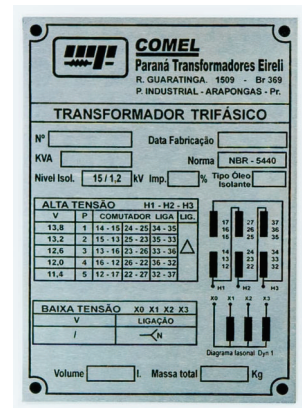 COMEL
Paraná Transformadores Eireli
R. GUARATINGA. 1509 - Br 369
P. INDUSTRIAL - ARAPONGAS - Pr.
TRANSFORMADOR TRIFÁSICO
Nº Data Fabricação
KVA Norma NBR - 5440
Nivel Isol. 15 / 1,2 kV Imp. % Tipo Óleo Isolante
ALTA TENSÃO H1 - H2 - H3
V P COMUTADOR LIGA LIG.
13,8 1 14 - 15 24 - 25 34 - 35
13,2 2 15 - 13 25 - 23 35 - 33
12,6 3 13 - 16 23 - 26 33 - 36
12,0 4 16 - 12 26 - 22 36 - 32
11,4 5 12 - 17 22 - 27 32 - 37
17 27 37
16 26 36
15 25 35
14 24 34
13 23 33
12 22 32
H1 H2 H3
X0 X1 X2 X3
BAIXA TENSÃO X0 X1 X2 X3
V LIGAÇÃO
/ N
Diagrama fasorial Dyn 1
Volume l. Massa total Kg